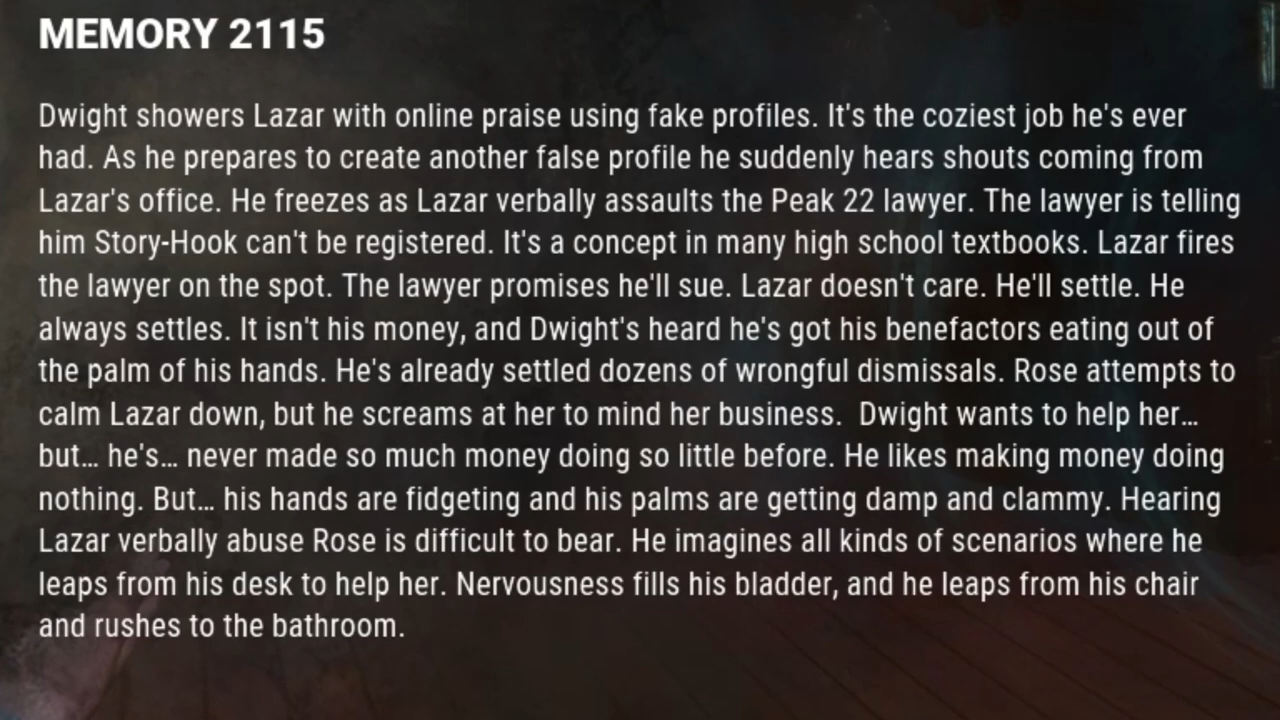 MEMORY 2115
Dwight showers Lazar with online praise using fake profiles. It's the coziest job he's ever
had. As he prepares to create another false profile he suddenly hears shouts coming from
Lazar's office. He freezes as Lazar verbally assaults the Peak 22 lawyer. The lawyer is telling
him Story-Hook can't be registered. It's a concept in many high school textbooks. Lazar fires
the lawyer on the spot. The lawyer promises he'll sue. Lazar doesn't care. He'll settle. He
always settles. It isn't his money, and Dwight's heard he's got his benefactors eating out of
the palm of his hands. He's already settled dozens of wrongful dismissals. Rose attempts to
calm Lazar down, but he screams at her to mind her business.  Dwight wants to help her…
but… he's… never made so much money doing so little before. He likes making money doing
nothing. But… his hands are fidgeting and his palms are getting damp and clammy. Hearing
Lazar verbally abuse Rose is difficult to bear. He imagines all kinds of scenarios where he
leaps from his desk to help her. Nervousness fills his bladder, and he leaps from his chair
and rushes to the bathroom.